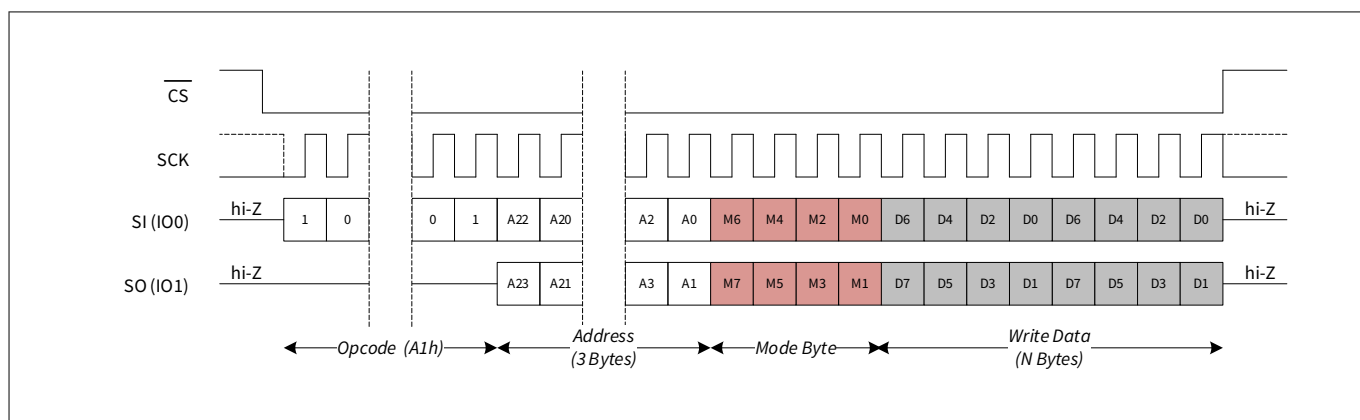 CS
SCK
hi-Z
SI (IO0) 1 0 0 1 A22 A20 A2 A0 M6 M4 M2 M0 D6 D4 D2 D0 D6 D4 D2 D0 hi-Z
hi-Z
SO (IO1) A23 A21 A3 A1 M7 M5 M3 M1 D7 D5 D3 D1 D7 D5 D3 D1 hi-Z
Opcode (A1h) Address Mode Byte Write Data
(3 Bytes) (N Bytes)